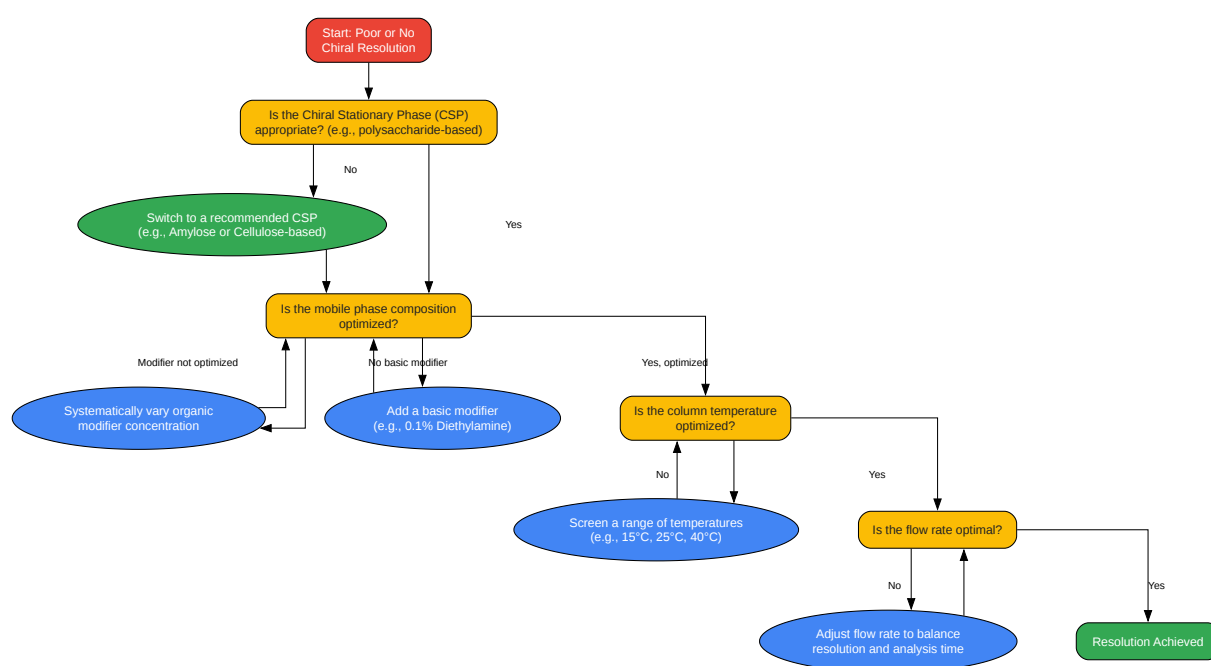 Start: Poor or No
Chiral Resolution
Is the Chiral Stationary Phase (CSP)
appropriate? (e.g., polysaccharide-based)
No
Switch to a recommended CSP
(e.g., Amylose or Cellulose-based)
Yes
Is the mobile phase composition
optimized?
Modifier not optimized
No basic modifier
Yes, optimized
Systematically vary organic
modifier concentration
Add a basic modifier
(e.g., 0.1% Diethylamine)
Is the column temperature
optimized?
No
Yes
Screen a range of temperatures
(e.g., 15°C, 25°C, 40°C)
Is the flow rate optimal?
No
Yes
Adjust flow rate to balance
resolution and analysis time
Resolution Achieved